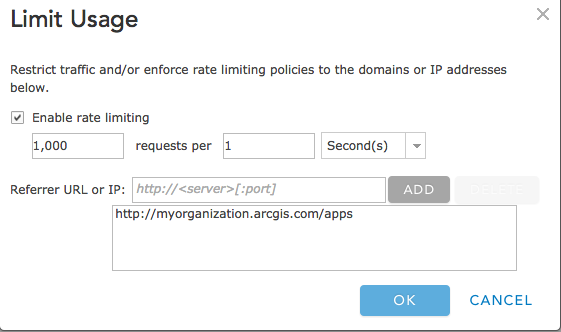 Limit Usage
Restrict traffic and/or enforce rate limiting policies to the domains or IP addresses
below.
Enable rate limiting
1,000 requests per 1 Second(s)
Referrer URL or IP: http://<server>[:port] ADD DELETE
http://myorganization.arcgis.com/apps
OK CANCEL